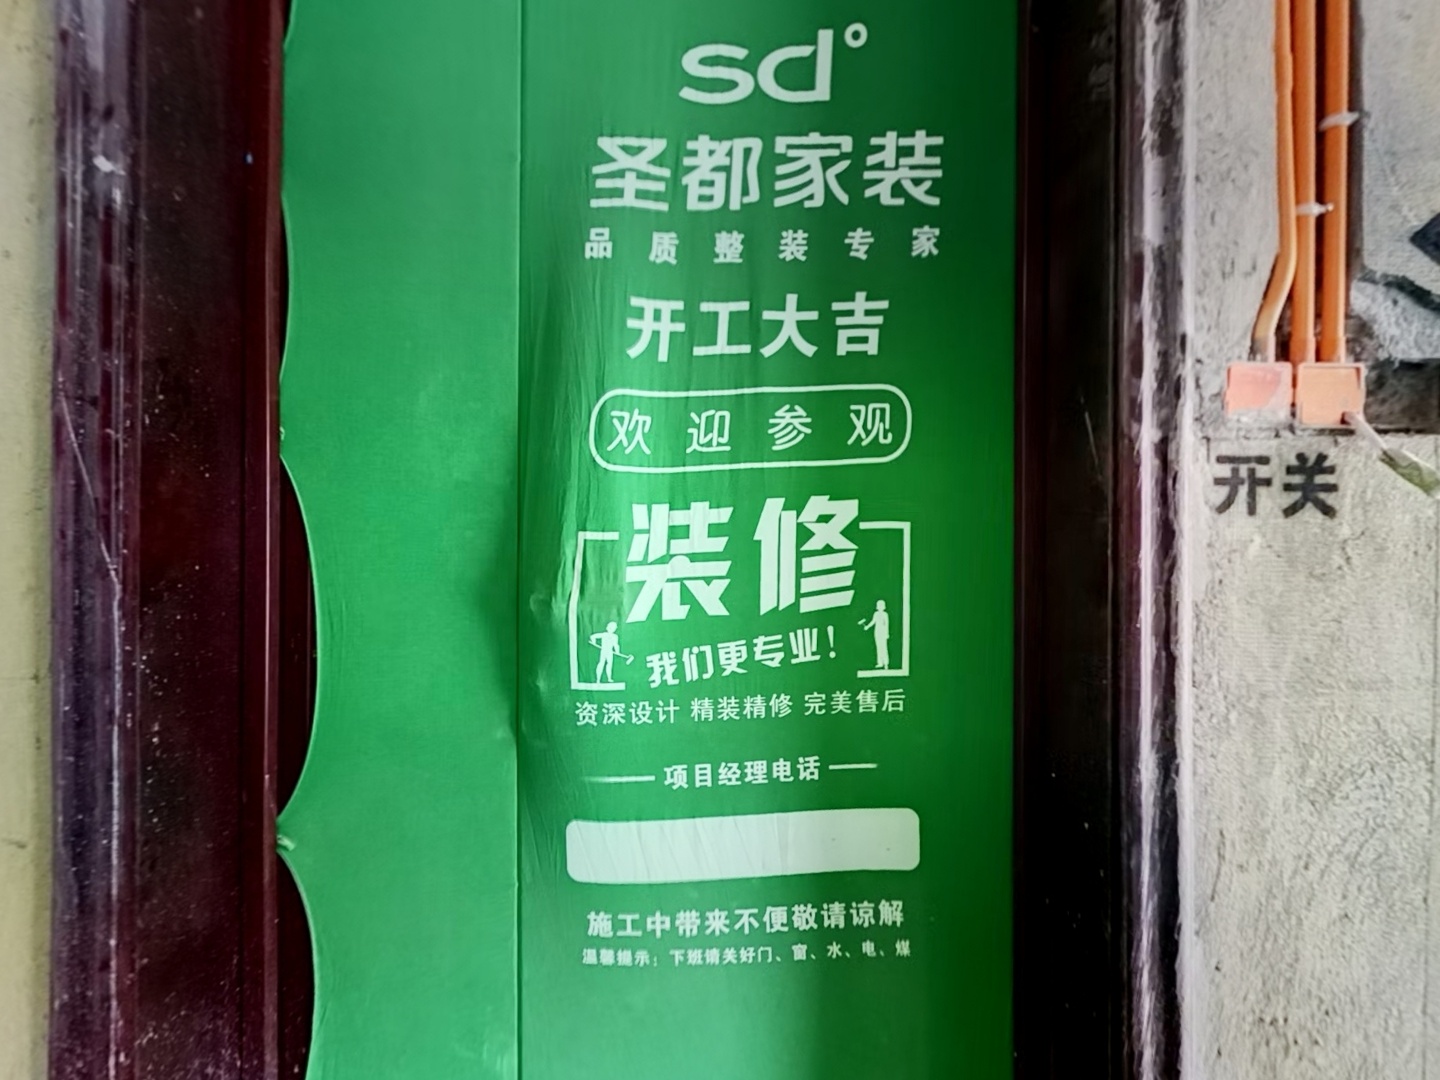 sd°
圣都家装
品质整装专家
开工大吉
欢迎参观
装修
我们更专业！
资深设计 精装精修 完美售后
项目经理电话
施工中带来不便敬请谅解
温馨提示：下班请关好门、窗、水、电、煤
开关